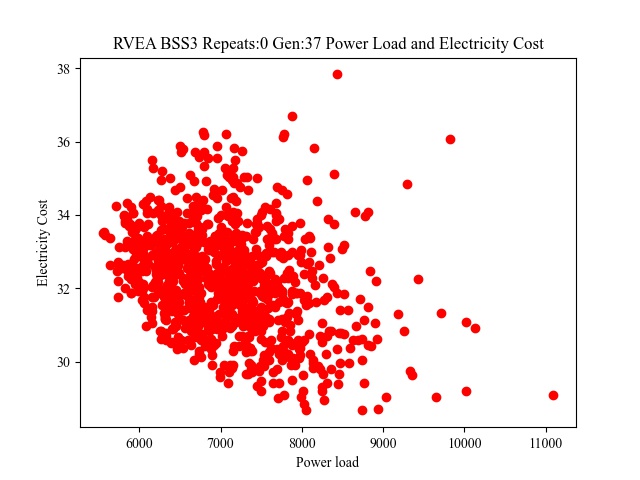 RVEA BSS3 Repeats:0 Gen:37 Power Load and Electricity Cost
38
36
34
32
30
Electricity Cost
6000 7000 8000 9000 10000 11000
Power load